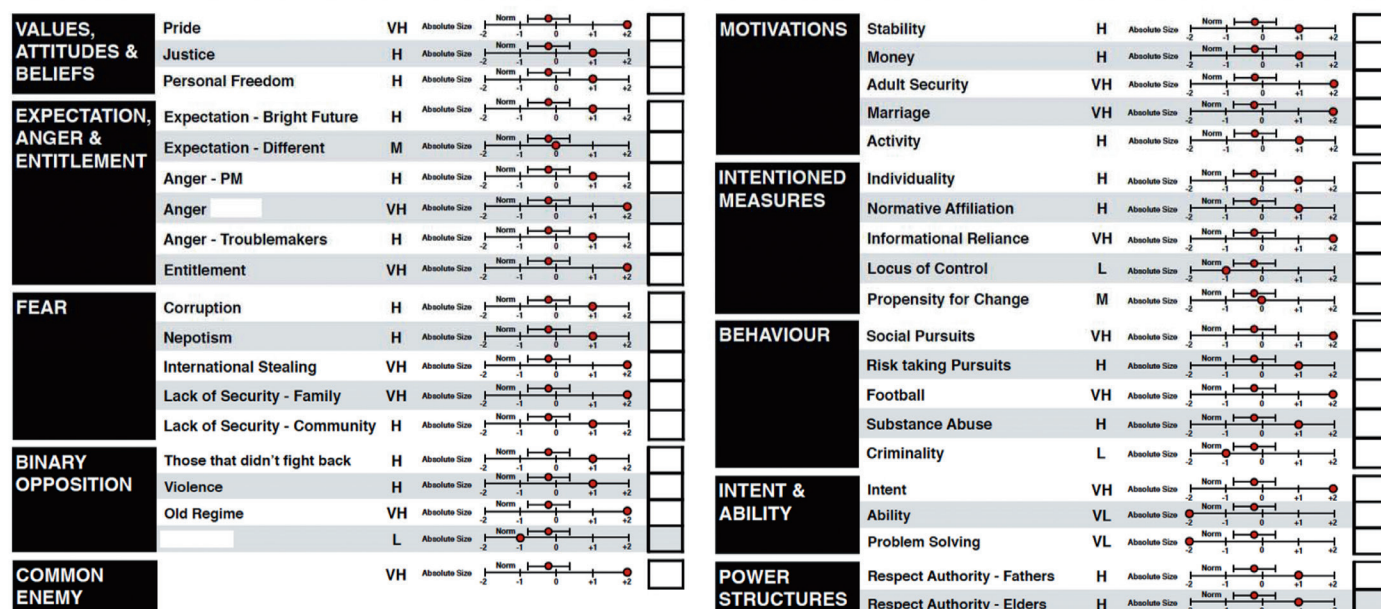 VALUES, ATTITUDES & BELIEFS
Pride VH Absolute Size Norm -2 -1 0 +1 +2
Justice H Absolute Size Norm -2 -1 0 +1 +2
Personal Freedom H Absolute Size Norm -2 -1 0 +1 +2
EXPECTATION, ANGER & ENTITLEMENT
Expectation - Bright Future H Absolute Size Norm -2 -1 0 +1 +2
Expectation - Different M Absolute Size Norm -2 -1 0 +1 +2
Anger - PM H Absolute Size Norm -2 -1 0 +1 +2
Anger VH Absolute Size Norm -2 -1 0 +1 +2
Anger - Troublemakers H Absolute Size Norm -2 -1 0 +1 +2
Entitlement VH Absolute Size Norm -2 -1 0 +1 +2
FEAR
Corruption H Absolute Size Norm -2 -1 0 +1 +2
Nepotism H Absolute Size Norm -2 -1 0 +1 +2
International Stealing VH Absolute Size Norm -2 -1 0 +1 +2
Lack of Security - Family VH Absolute Size Norm -2 -1 0 +1 +2
Lack of Security - Community H Absolute Size Norm -2 -1 0 +1 +2
BINARY OPPOSITION
Those that didn't fight back H Absolute Size Norm -2 -1 0 +1 +2
Violence H Absolute Size Norm -2 -1 0 +1 +2
Old Regime VH Absolute Size Norm -2 -1 0 +1 +2
L Absolute Size Norm -2 -1 0 +1 +2
COMMON ENEMY
VH Absolute Size Norm -2 -1 0 +1 +2
MOTIVATIONS
Stability H Absolute Size Norm -2 -1 0 +1 +2
Money H Absolute Size Norm -2 -1 0 +1 +2
Adult Security VH Absolute Size Norm -2 -1 0 +1 +2
Marriage VH Absolute Size Norm -2 -1 0 +1 +2
Activity H Absolute Size Norm -2 -1 0 +1 +2
INTENTIONED MEASURES
Individuality H Absolute Size Norm -2 -1 0 +1 +2
Normative Affiliation H Absolute Size Norm -2 -1 0 +1 +2
Informational Reliance VH Absolute Size Norm -2 -1 0 +1 +2
Locus of Control L Absolute Size Norm -2 -1 0 +1 +2
Propensity for Change M Absolute Size Norm -2 -1 0 +1 +2
BEHAVIOUR
Social Pursuits VH Absolute Size Norm -2 -1 0 +1 +2
Risk taking Pursuits H Absolute Size Norm -2 -1 0 +1 +2
Football VH Absolute Size Norm -2 -1 0 +1 +2
Substance Abuse H Absolute Size Norm -2 -1 0 +1 +2
Criminality L Absolute Size Norm -2 -1 0 +1 +2
INTENT & ABILITY
Intent VH Absolute Size Norm -2 -1 0 +1 +2
Ability VL Absolute Size Norm -2 -1 0 +1 +2
Problem Solving VL Absolute Size Norm -2 -1 0 +1 +2
POWER STRUCTURES
Respect Authority - Fathers H Absolute Size Norm -2 -1 0 +1 +2
Respect Authority - Elders H Absolute Size Norm